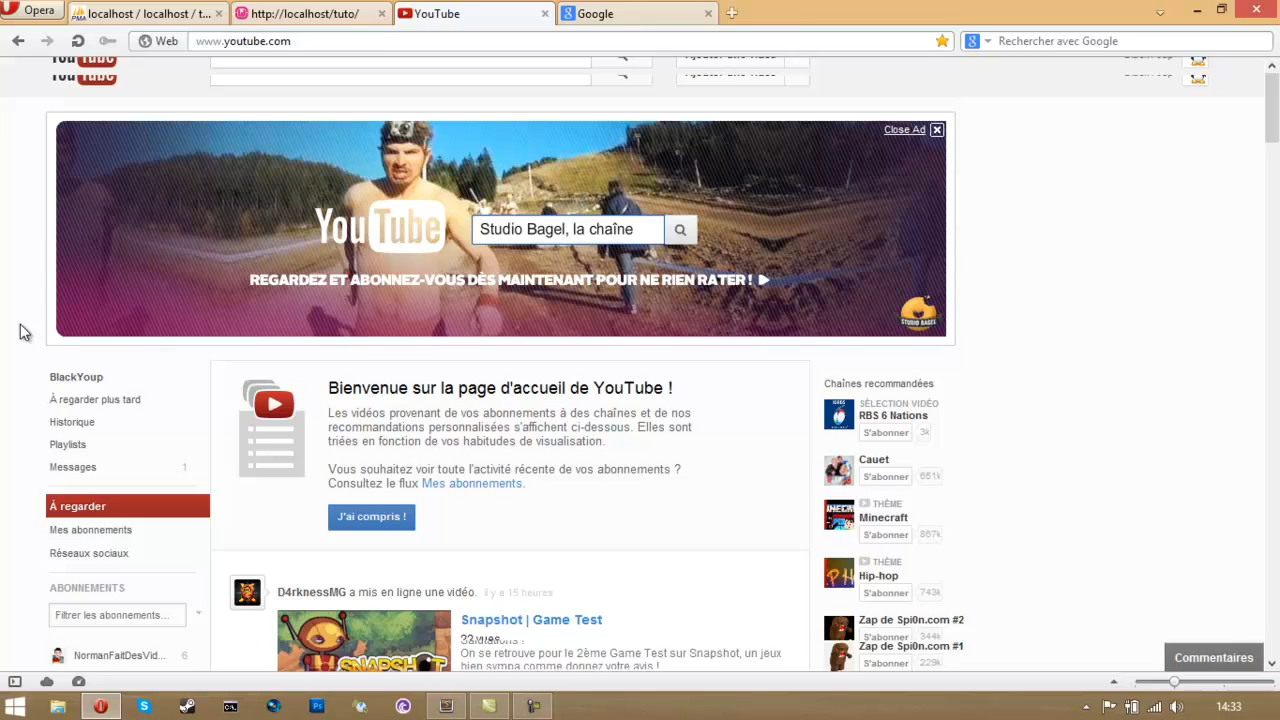 Opera
localhost / localhost / t...
http://localhost/tuto/
YouTube
Google
Web
www.youtube.com
Rechercher avec Google
YouTube
Close Ad
YouTube
Studio Bagel, la chaîne
REGARDEZ ET ABONNEZ-VOUS DÈS MAINTENANT POUR NE RIEN RATER !
STUDIO BAGEL
BlackYoup
À regarder plus tard
Historique
Playlists
Messages 1
À regarder
Mes abonnements
Réseaux sociaux
ABONNEMENTS
Filtrer les abonnements...
NormanFaitDesVid... 6
Bienvenue sur la page d'accueil de YouTube !
Les vidéos provenant de vos abonnements à des chaînes et de nos
recommandations personnalisées s'affichent ci-dessous. Elles sont
triées en fonction de vos habitudes de visualisation.
Vous souhaitez voir toute l'activité récente de vos abonnements ?
Consultez le flux Mes abonnements.
J'ai compris !
D4rknessMG a mis en ligne une vidéo. il y a 15 heures
SNAPSHOT
Snapshot | Game Test
On se retrouve pour le 2ème Game Test sur Snapshot, un jeu
bien sympa comme donnez votre avis !
Chaînes recommandées
SÉLECTION VIDÉO
RBS 6 Nations
S'abonner 3k
Cauet
S'abonner 651k
THÈME
Minecraft
S'abonner 867k
THÈME
Hip-hop
S'abonner 743k
Zap de Spi0n.com #2
S'abonner 344k
Zap de Spi0n.com #1
S'abonner 229k
Commentaires
14:33